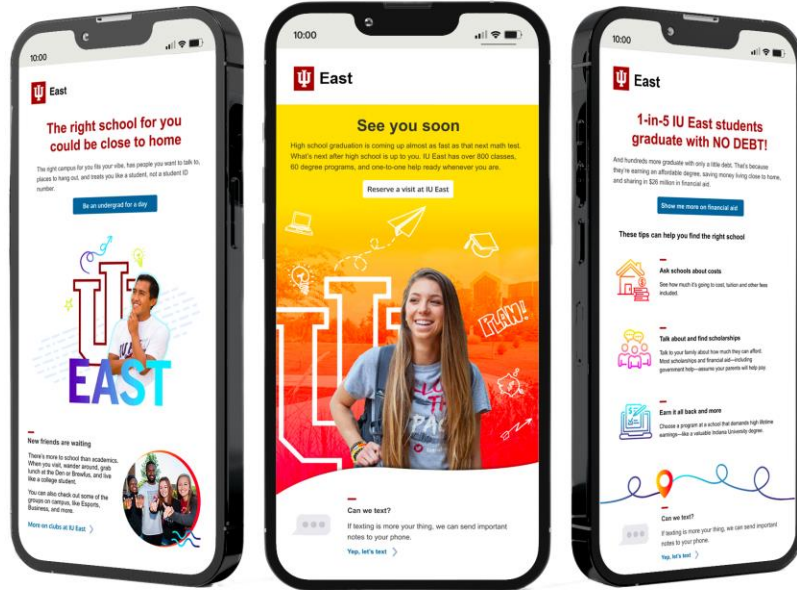 10:00
East
The right school for you
could be close to home
The right campus for you fits your vibe, has people you want to talk to,
places to hang out, and treats you like a student, not a student ID
number.
Be an undergrad for a day
IU
EAST
New friends are waiting
There's more to school than academics.
When you visit, wander around, grab
lunch at the Den or Brewfus, and live
like a college student.
You can also check out some of the
groups on campus, like Esports,
Business, and more.
More on clubs at IU East
10:00
East
See you soon
High school graduation is coming up almost as fast as that next math test.
What's next after high school is up to you. IU East has over 800 classes,
60 degree programs, and one-to-one help ready whenever you are.
Reserve a visit at IU East
PLAN!
Can we text?
If texting is more your thing, we can send important
notes to your phone.
Yep, let's text
10:00
East
1-in-5 IU East students
graduate with NO DEBT!
And hundreds more graduate with only a little debt. That's because
they're earning an affordable degree, saving money living close to home,
and sharing in $26 million in financial aid.
Show me more on financial aid
These tips can help you find the right school
Ask schools about costs
See how much it's going to cost, tuition and other fees
included.
Talk about and find scholarships
Talk to your family about how much they can afford.
Most scholarships and financial aid—including
government help—assume your parents will help pay.
Earn it all back and more
Choose a program at a school that demands high lifetime
earnings—like a valuable Indiana University degree.
Can we text?
If texting is more your thing, we can send important
notes to your phone.
Yep, let's text